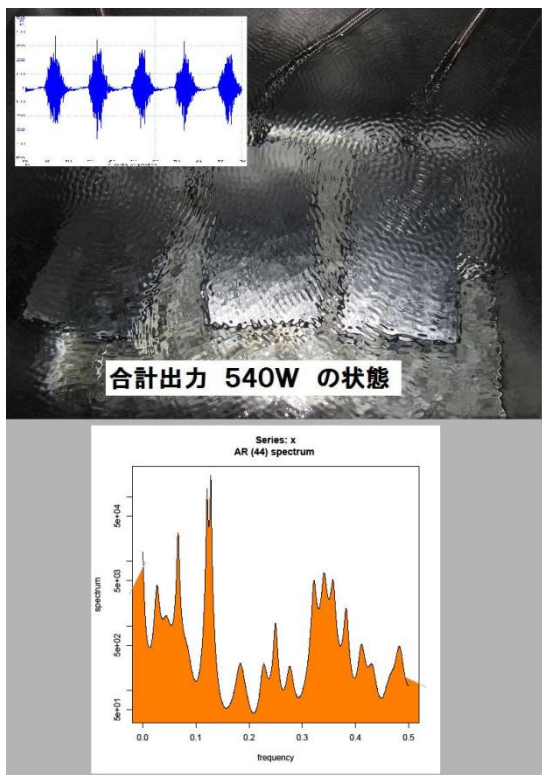 合計出力 540W の状態
Series: x
AR (44) spectrum
spectrum
5e+04
5e+03
5e+02
5e+01
0.0 0.1 0.2 0.3 0.4 0.5
frequency